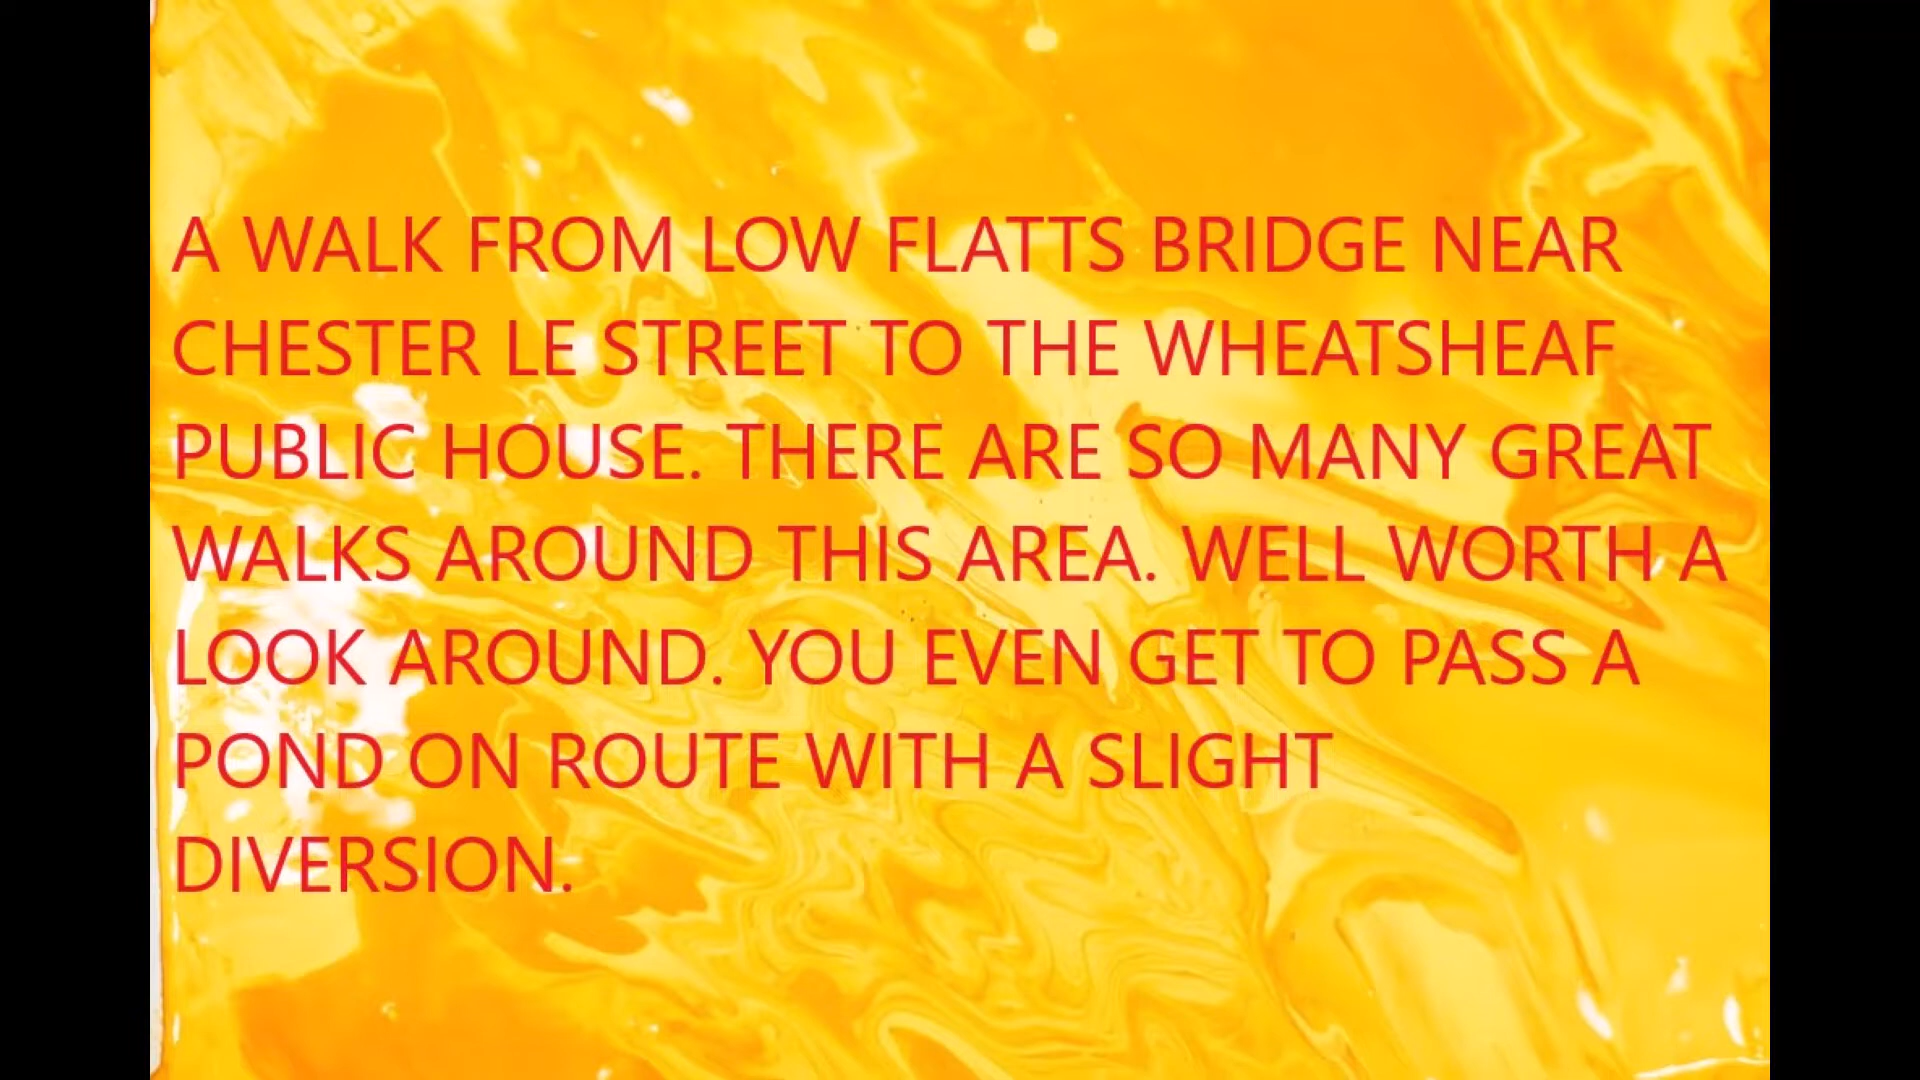 A WALK FROM LOW FLATTS BRIDGE NEAR
CHESTER LE STREET TO THE WHEATSHEAF
PUBLIC HOUSE. THERE ARE SO MANY GREAT
WALKS AROUND THIS AREA. WELL WORTH A
LOOK AROUND. YOU EVEN GET TO PASS A
POND ON ROUTE WITH A SLIGHT
DIVERSION.